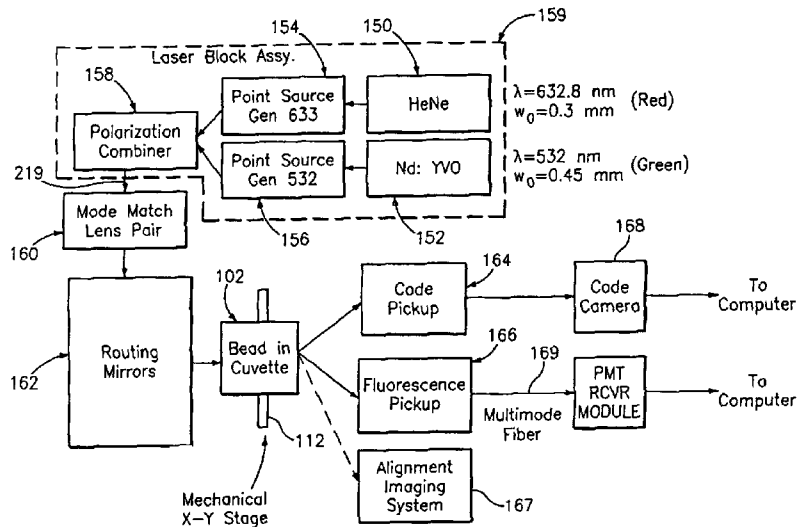 154
150
159
Laser Block Assy.
158
Point Source
Gen 633
HeNe
λ=632.8 nm
w₀=0.3 mm
(Red)
Polarization
Combiner
Point Source
Gen 532
Nd: YVO
λ=532 nm
w₀=0.45 mm
(Green)
219
Mode Match
Lens Pair
160
156
152
168
164
102
Code
Pickup
Code
Camera
To
Computer
162
Routing
Mirrors
Bead in
Cuvette
166
169
Fluorescence
Pickup
Multimode
Fiber
PMT
RCVR
MODULE
To
Computer
112
Mechanical
X-Y Stage
Alignment
Imaging
System
167